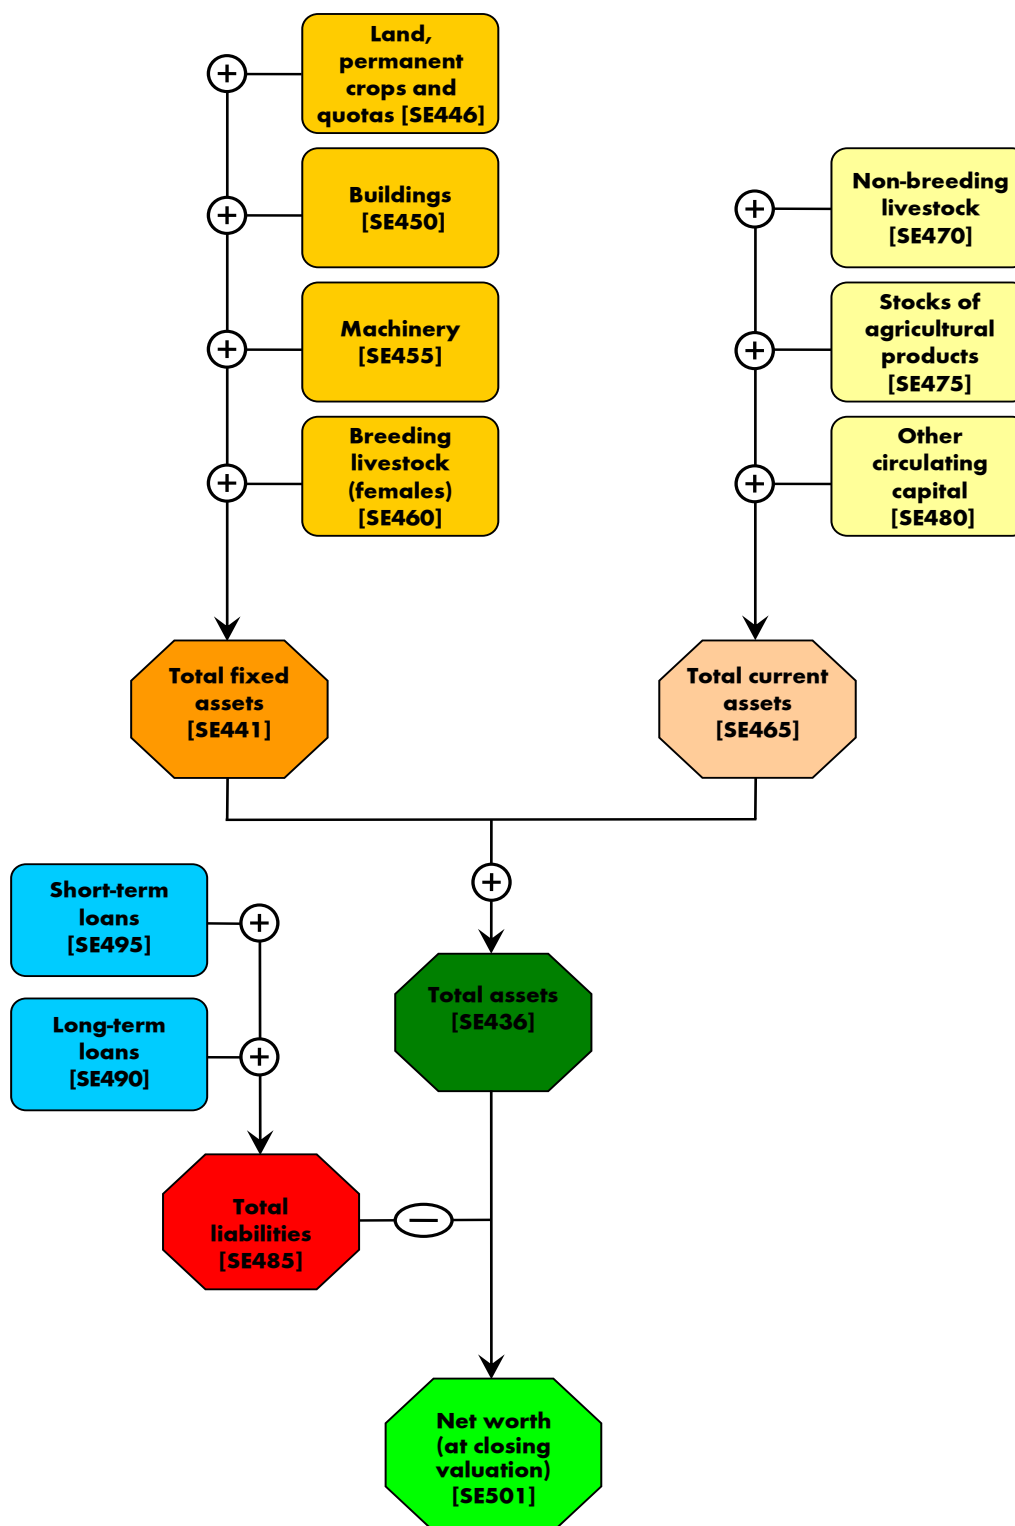 Land,
permanent
crops and
quotas [SE446]
Buildings
[SE450]
Machinery
[SE455]
Breeding
livestock
(females)
[SE460]
Non-breeding
livestock
[SE470]
Stocks of
agricultural
products
[SE475]
Other
circulating
capital
[SE480]
Total fixed
assets
[SE441]
Total current
assets
[SE465]
Short-term
loans
[SE495]
Long-term
loans
[SE490]
Total assets
[SE436]
Total
liabilities
[SE485]
Net worth
(at closing
valuation)
[SE501]